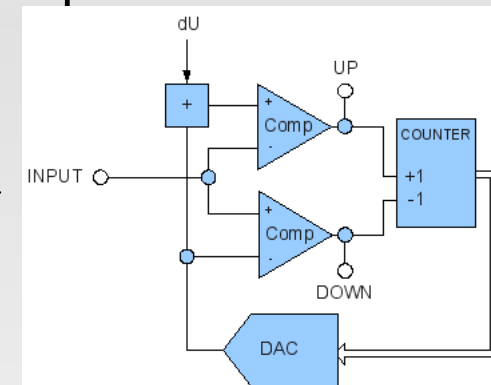 dU
UP
+
+
Comp
-
COUNTER
INPUT
+1
-1
+
Comp
-
DOWN
DAC